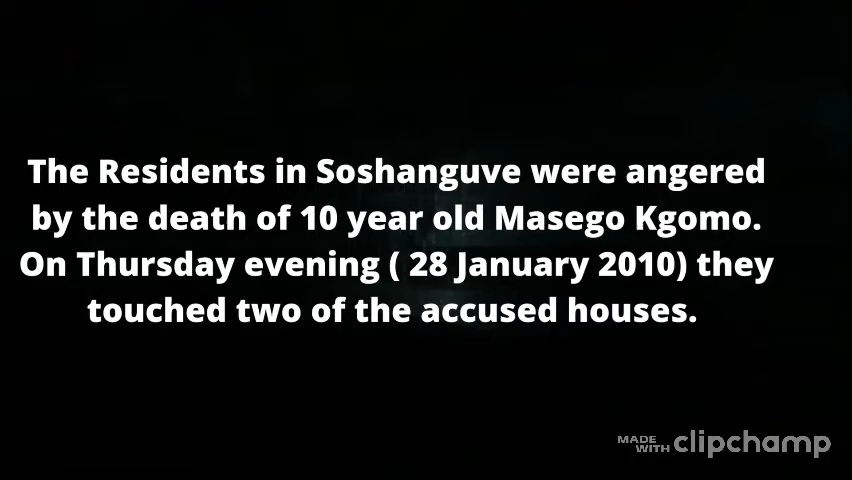 The Residents in Soshanguve were angered
by the death of 10 year old Masego Kgomo.
On Thursday evening ( 28 January 2010) they
touched two of the accused houses.
MADE
WITH clipchamp